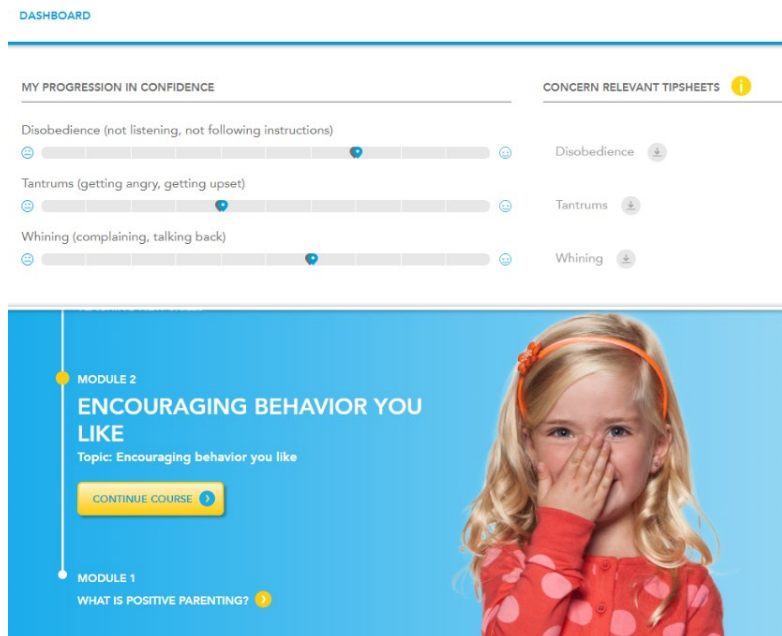 DASHBOARD
MY PROGRESSION IN CONFIDENCE
Disobedience (not listening, not following instructions)
Tantrums (getting angry, getting upset)
Whining (complaining, talking back)
CONCERN RELEVANT TIPSHEETS i
Disobedience
Tantrums
Whining
MODULE 2
ENCOURAGING BEHAVIOR YOU
LIKE
Topic: Encouraging behavior you like
CONTINUE COURSE
MODULE 1
WHAT IS POSITIVE PARENTING?